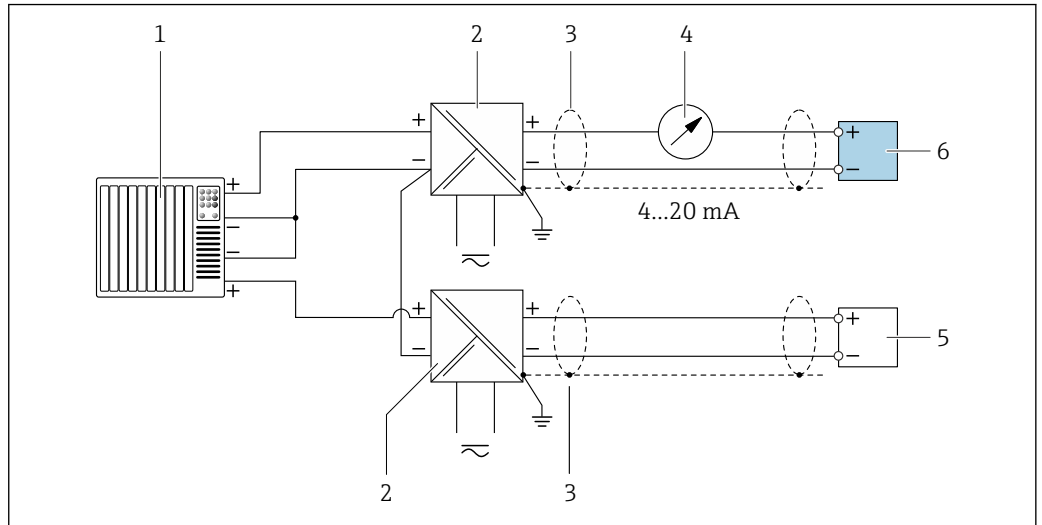 1 2 3 4
+ +
+ 6
− − −
+ 4...20 mA
−
−
+
+ + +
− − − 5
2 3